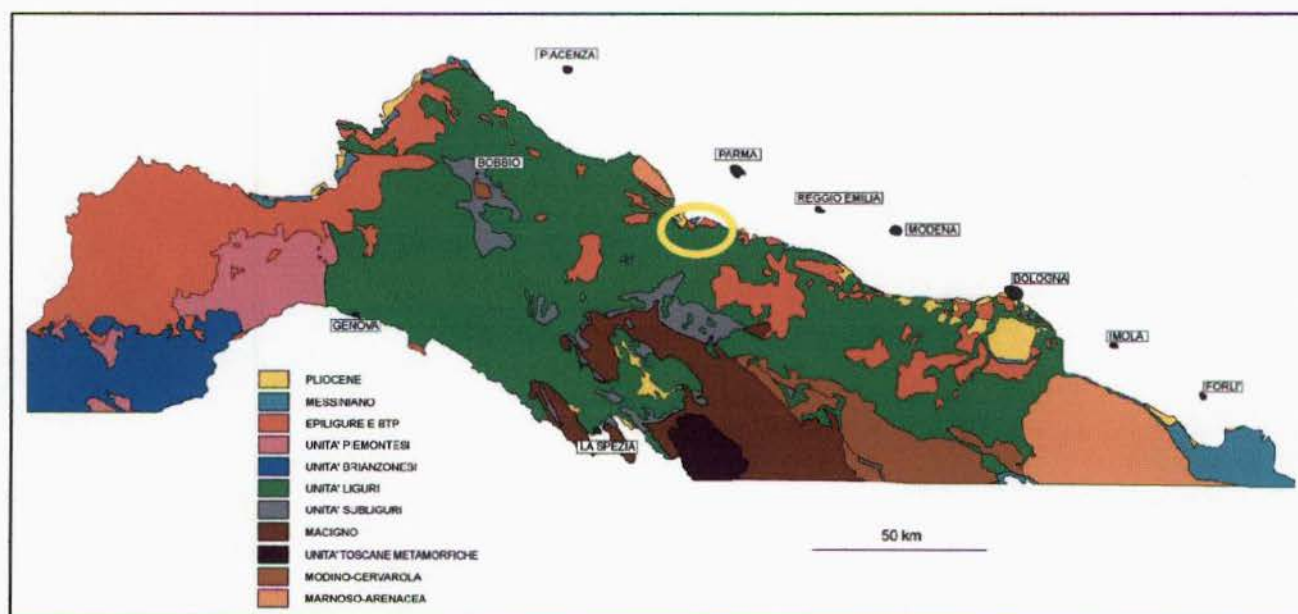 PIACENZA
PARMA
BOBBIO
REGGIO EMILIA
MODENA
BOLOGNA
GENOVA
IMOLA
FORLI'
LA SPEZIA
PLIOCENE
MESSINIANO
EPILIGURE E BTP
UNITA' PIEMONTESI
UNITA' BRIANZONESI
UNITA' LIGURI
UNITA' SUBLIGURI
MACIGNO
UNITA' TOSCANE METAMORFICHE
MODINO-CERVAROLA
MARNOSO-ARENACEA
50 km